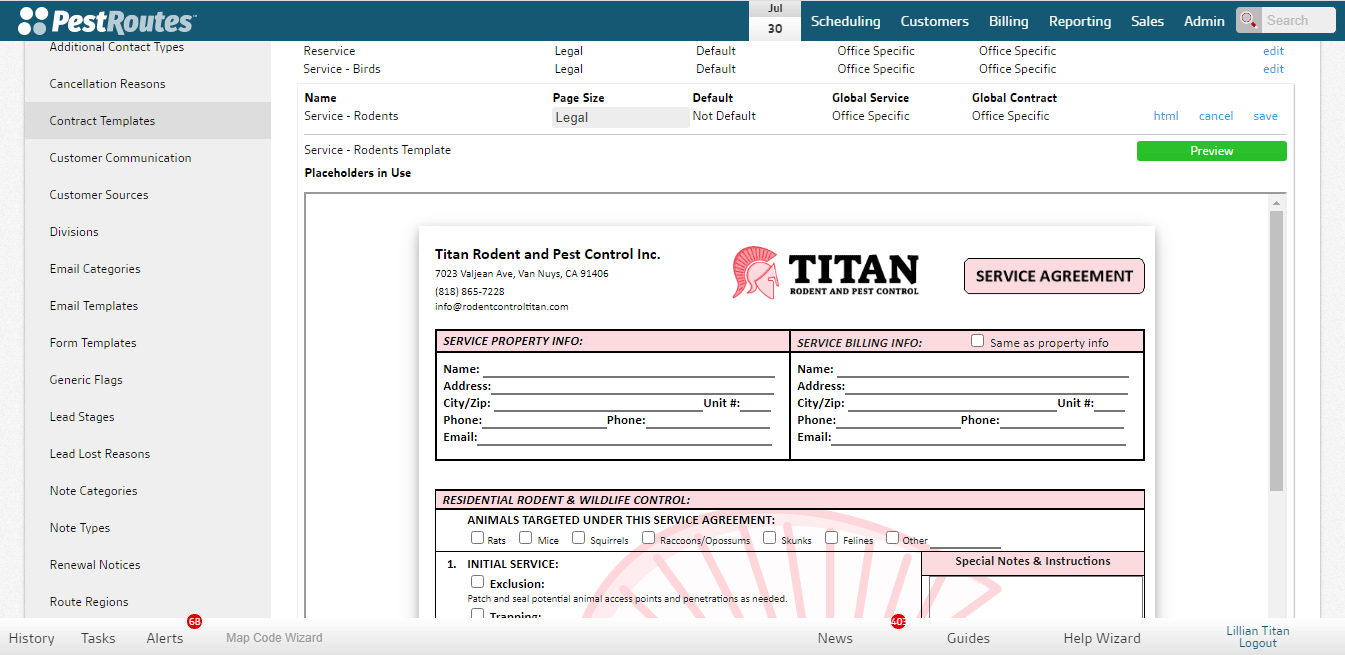 PestRoutes
Jul
30
Scheduling Customers Billing Reporting Sales Admin Search
Additional Contact Types
Cancellation Reasons
Contract Templates
Customer Communication
Customer Sources
Divisions
Email Categories
Email Templates
Form Templates
Generic Flags
Lead Stages
Lead Lost Reasons
Note Categories
Note Types
Renewal Notices
Route Regions
Reservice Legal Default Office Specific Office Specific edit
Service - Birds Legal Default Office Specific Office Specific edit
Name Page Size Default Global Service Global Contract
Service - Rodents Legal Not Default Office Specific Office Specific html cancel save
Service - Rodents Template Preview
Placeholders in Use
Titan Rodent and Pest Control Inc.
7023 Valjean Ave, Van Nuys, CA 91406
(818) 865-7228
info@rodentcontroltitan.com
TITAN
RODENT AND PEST CONTROL
SERVICE AGREEMENT
SERVICE PROPERTY INFO:
Name:
Address:
City/Zip: Unit #:
Phone: Phone:
Email:
SERVICE BILLING INFO: Same as property info
Name:
Address:
City/Zip: Unit #:
Phone: Phone:
Email:
RESIDENTIAL RODENT & WILDLIFE CONTROL:
ANIMALS TARGETED UNDER THIS SERVICE AGREEMENT:
Rats Mice Squirrels Raccoons/Opossums Skunks Felines Other
1. INITIAL SERVICE:
Exclusion:
Patch and seal potential animal access points and penetrations as needed.
Trapping:
Special Notes & Instructions
History Tasks Alerts 68 Map Code Wizard News 403 Guides Help Wizard
Lillian Titan
Logout